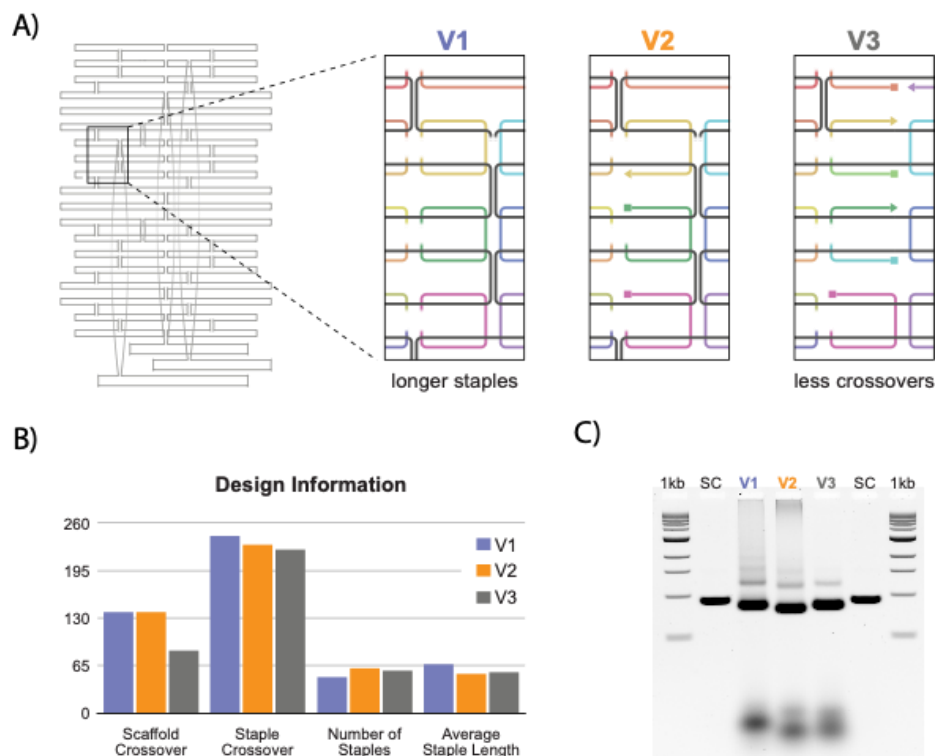 A)
V1 V2 V3
longer staples less crossovers
B)
Design Information
260
195
130
65
0
V1
V2
V3
Scaffold
Crossover
Staple
Crossover
Number of
Staples
Average
Staple Length
C)
1kb SC V1 V2 V3 SC 1kb